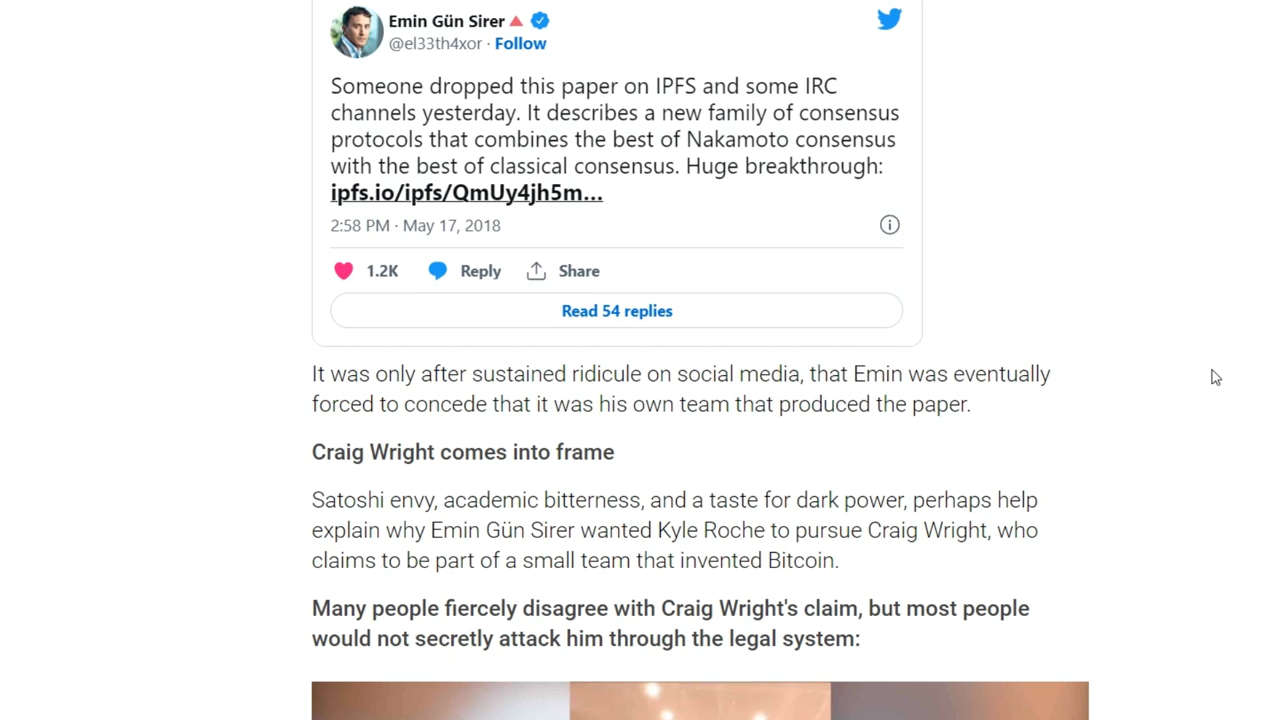 Emin Gün Sirer
@el33th4xor · Follow
Someone dropped this paper on IPFS and some IRC
channels yesterday. It describes a new family of consensus
protocols that combines the best of Nakamoto consensus
with the best of classical consensus. Huge breakthrough:
ipfs.io/ipfs/QmUy4jh5m...
2:58 PM · May 17, 2018
1.2K Reply Share
Read 54 replies
It was only after sustained ridicule on social media, that Emin was eventually
forced to concede that it was his own team that produced the paper.
Craig Wright comes into frame
Satoshi envy, academic bitterness, and a taste for dark power, perhaps help
explain why Emin Gün Sirer wanted Kyle Roche to pursue Craig Wright, who
claims to be part of a small team that invented Bitcoin.
Many people fiercely disagree with Craig Wright's claim, but most people
would not secretly attack him through the legal system: